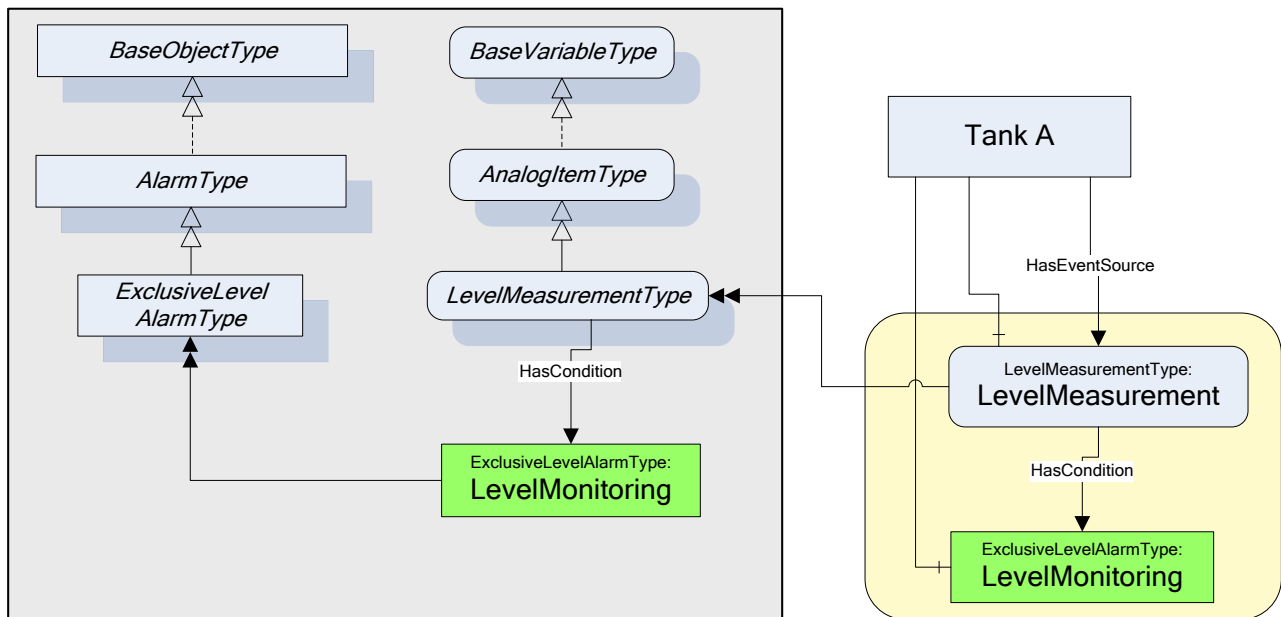 BaseObjectType
BaseVariableType
Tank A
AlarmType
AnalogItemType
HasEventSource
ExclusiveLevel
AlarmType
LevelMeasurementType
HasCondition
LevelMeasurementType:
LevelMeasurement
ExclusiveLevelAlarmType:
LevelMonitoring
HasCondition
ExclusiveLevelAlarmType:
LevelMonitoring